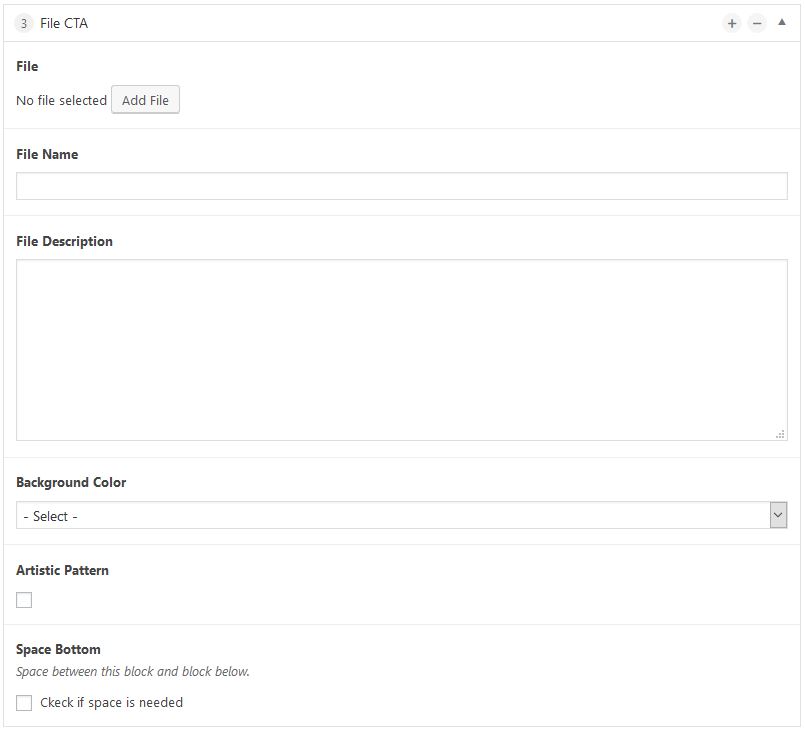 3 File CTA
File
No file selected Add File
File Name
File Description
Background Color
- Select -
Artistic Pattern
Space Bottom
Space between this block and block below.
Ckeck if space is needed